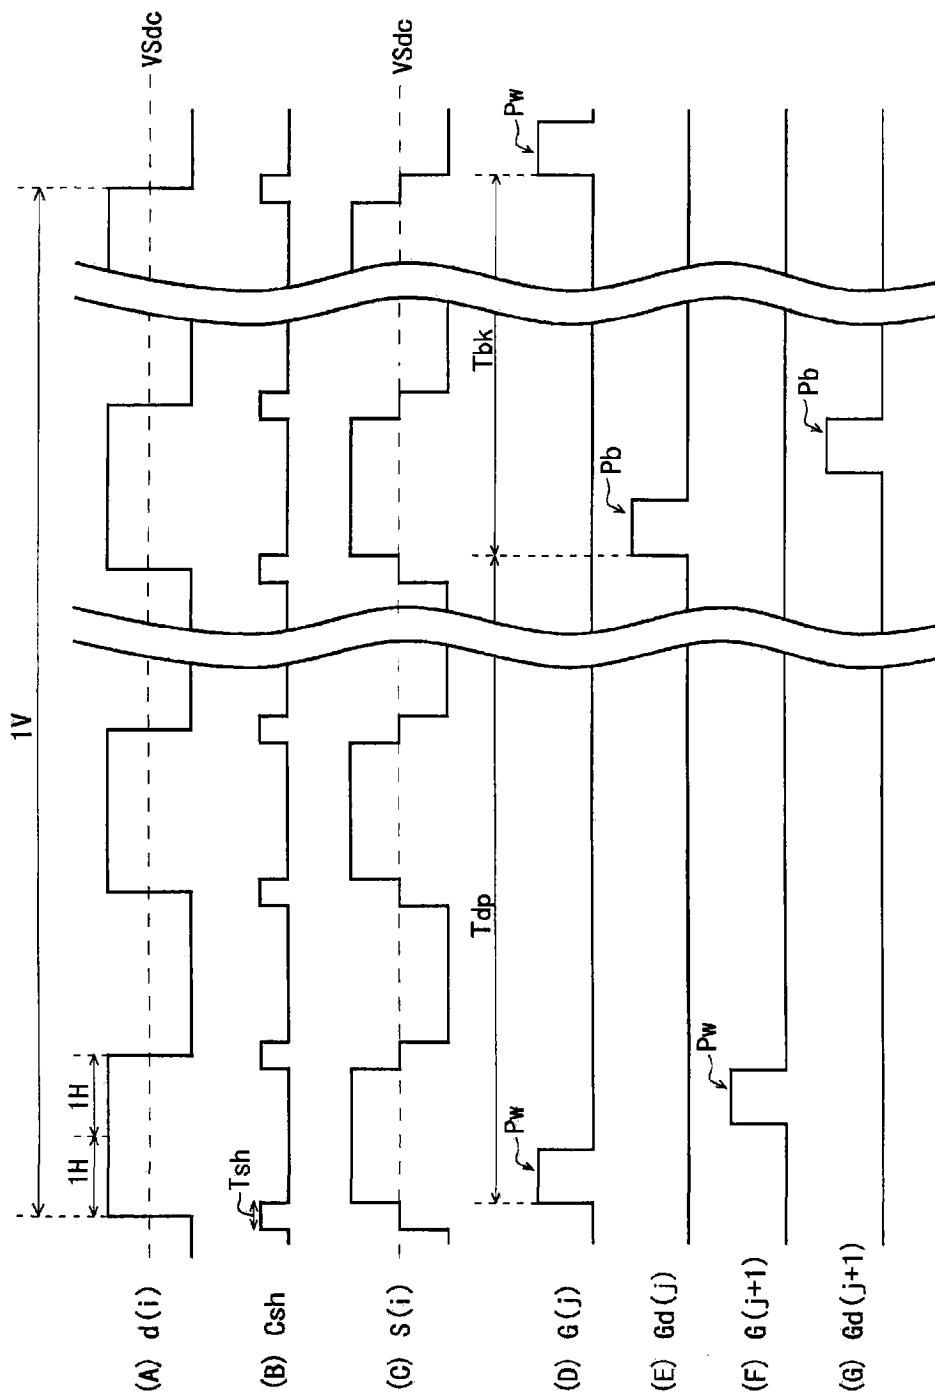 1V
1H 1H
(A) d(i) VSdc
Tsh
(B) Csh
(C) S(i) VSdc
Tdp Tbk
Pw Pw
(D) G(j)
Pb
(E) Gd(j)
Pw
(F) G(j+1)
Pb
(G) Gd(j+1)